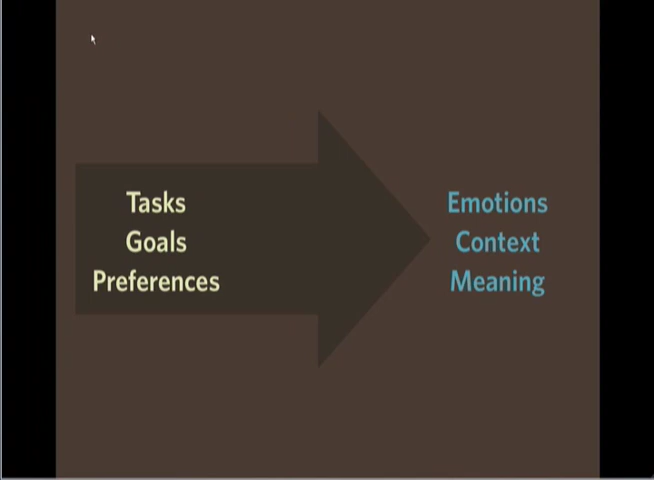 Tasks
Goals
Preferences
Emotions
Context
Meaning